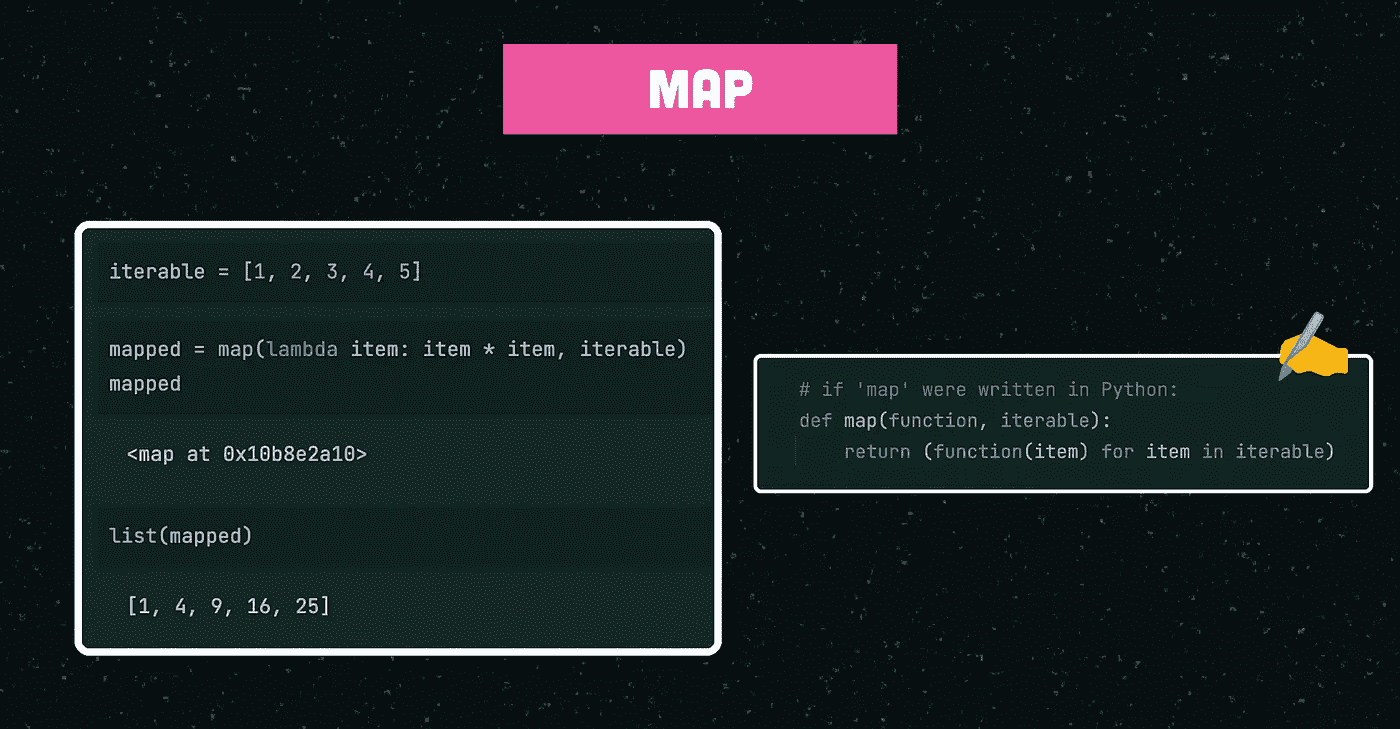 MAP
iterable = [1, 2, 3, 4, 5]
mapped = map(lambda item: item * item, iterable)
mapped
<map at 0x10b8e2a10>
list(mapped)
[1, 4, 9, 16, 25]
# if 'map' were written in Python:
def map(function, iterable):
return (function(item) for item in iterable)